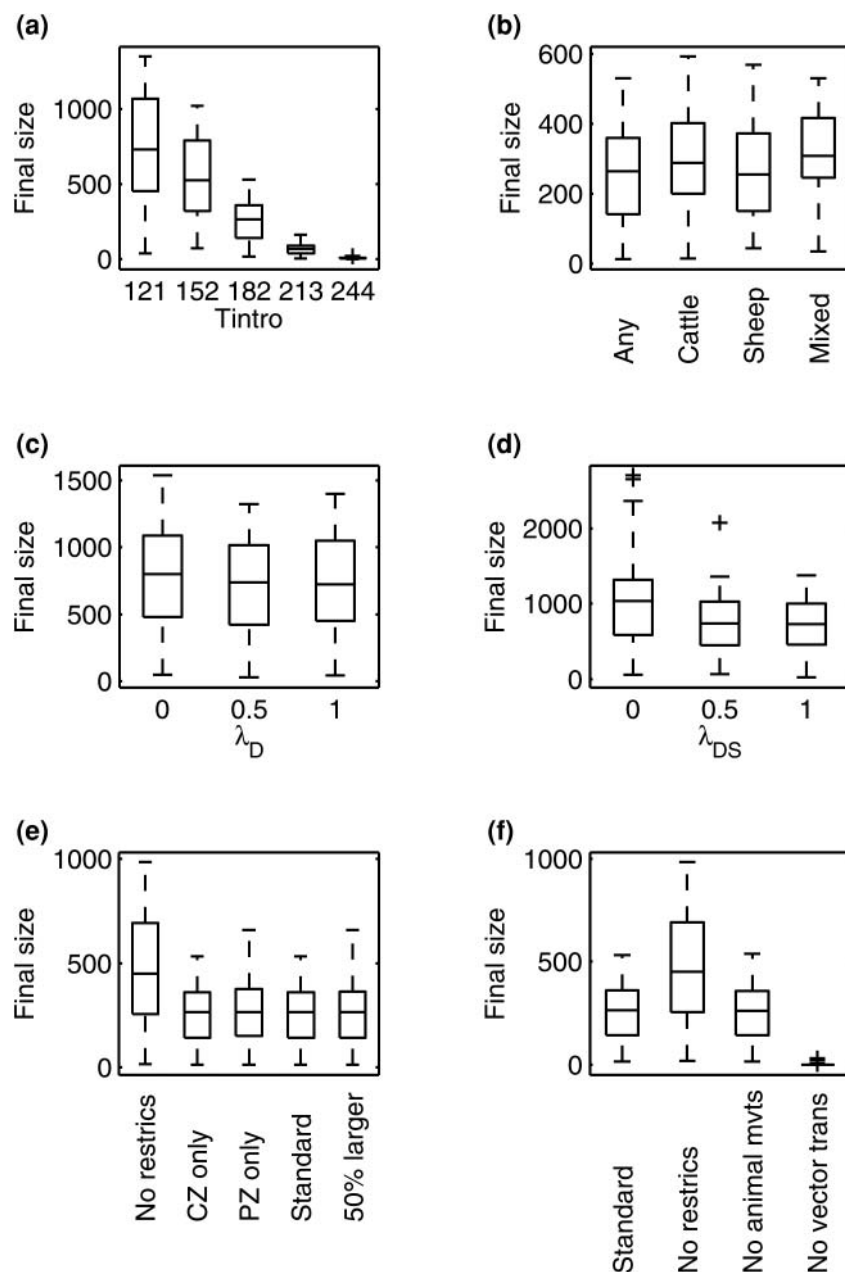 (a)
Final size
1000
500
0
121 152 182 213 244
Tintro
(b)
Final size
600
400
200
0
Any
Cattle
Sheep
Mixed
(c)
Final size
1500
1000
500
0
0 0.5 1
λD
(d)
Final size
2000
1000
0
0 0.5 1
λDS
(e)
Final size
1000
500
0
No restrics
CZ only
PZ only
Standard
50% larger
(f)
Final size
1000
500
0
Standard
No restrics
No animal mvts
No vector trans